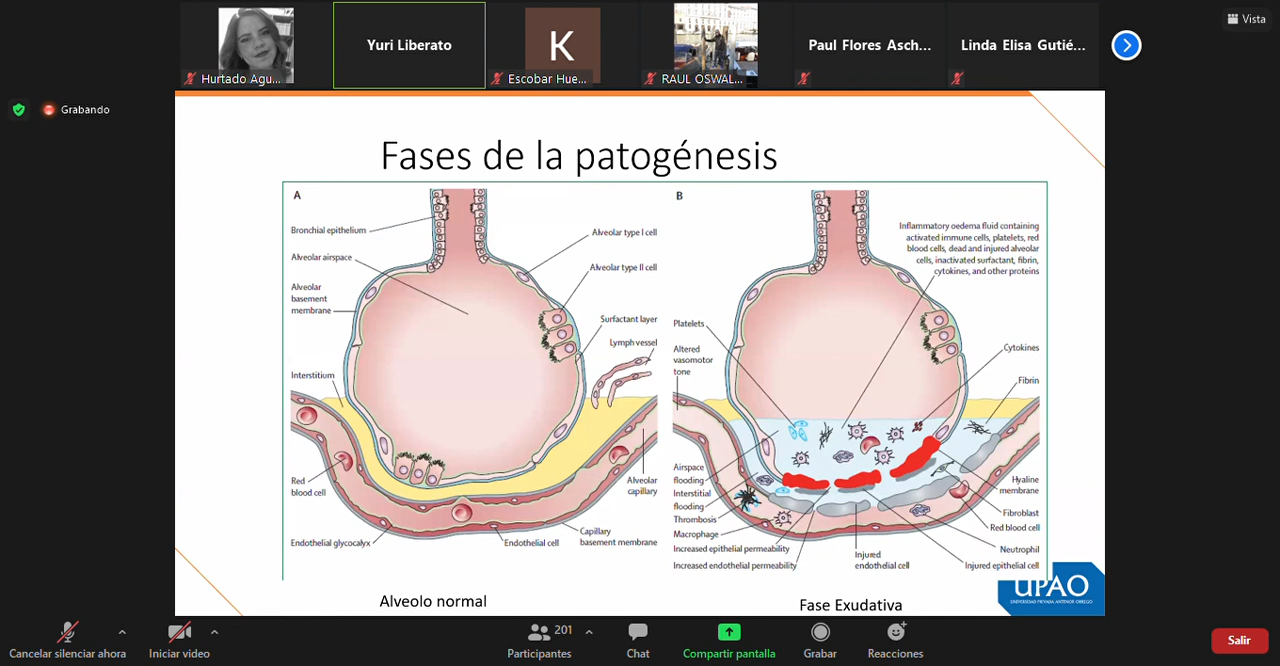 Vista
Hurtado Agu...
Yuri Liberato
K
Escobar Hue...
RAUL OSWAL...
Paul Flores Asch...
Linda Elisa Gutié...
Grabando
Fases de la patogénesis
A
Bronchial epithelium
Alveolar airspace
Alveolar
basement
membrane
Interstitium
Red
blood cell
Endothelial glycocalyx
Alveolar type I cell
Alveolar type II cell
Surfactant layer
Lymph vessel
Alveolar
capillary
Capillary
basement membrane
Endothelial cell
B
Inflammatory oedema fluid containing
activated immune cells, platelets, red
blood cells, dead and injured alveolar
cells, inactivated surfactant, fibrin,
cytokines, and other proteins
Platelets
Altered
vasomotor
tone
Cytokines
Fibrin
Airspace
flooding
Interstitial
flooding
Thrombosis
Macrophage
Increased epithelial permeability
Increased endothelial permeability
Injured
endothelial cell
Hyaline
membrane
Fibroblast
Red blood cell
Neutrophil
Injured epithelial cell
Alveolo normal
Fase Exudativa
UPAO
UNIVERSIDAD PRIVADA ANTENOR ORREGO
Cancelar silenciar ahora
Iniciar video
201
Participantes
Chat
Compartir pantalla
Grabar
Reacciones
Salir